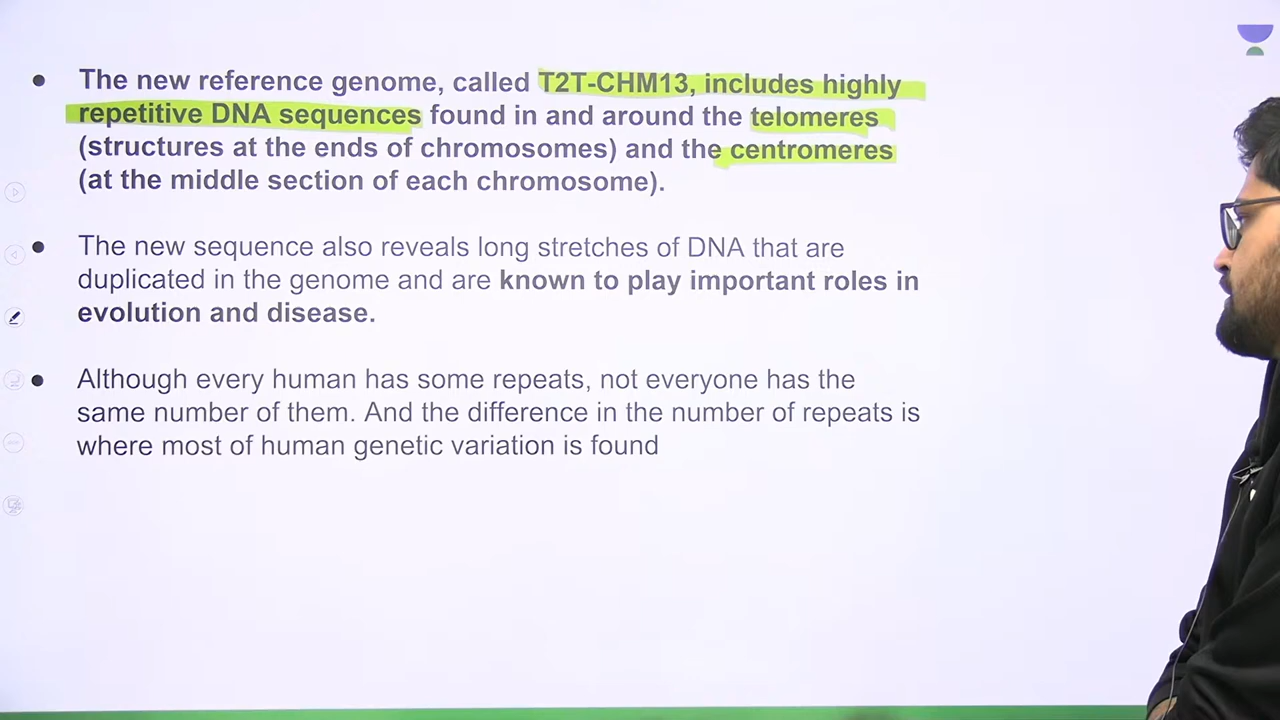 The new reference genome, called T2T-CHM13, includes highly
repetitive DNA sequences found in and around the telomeres
(structures at the ends of chromosomes) and the centromeres
(at the middle section of each chromosome).
The new sequence also reveals long stretches of DNA that are
duplicated in the genome and are known to play important roles in
evolution and disease.
Although every human has some repeats, not everyone has the
same number of them. And the difference in the number of repeats is
where most of human genetic variation is found